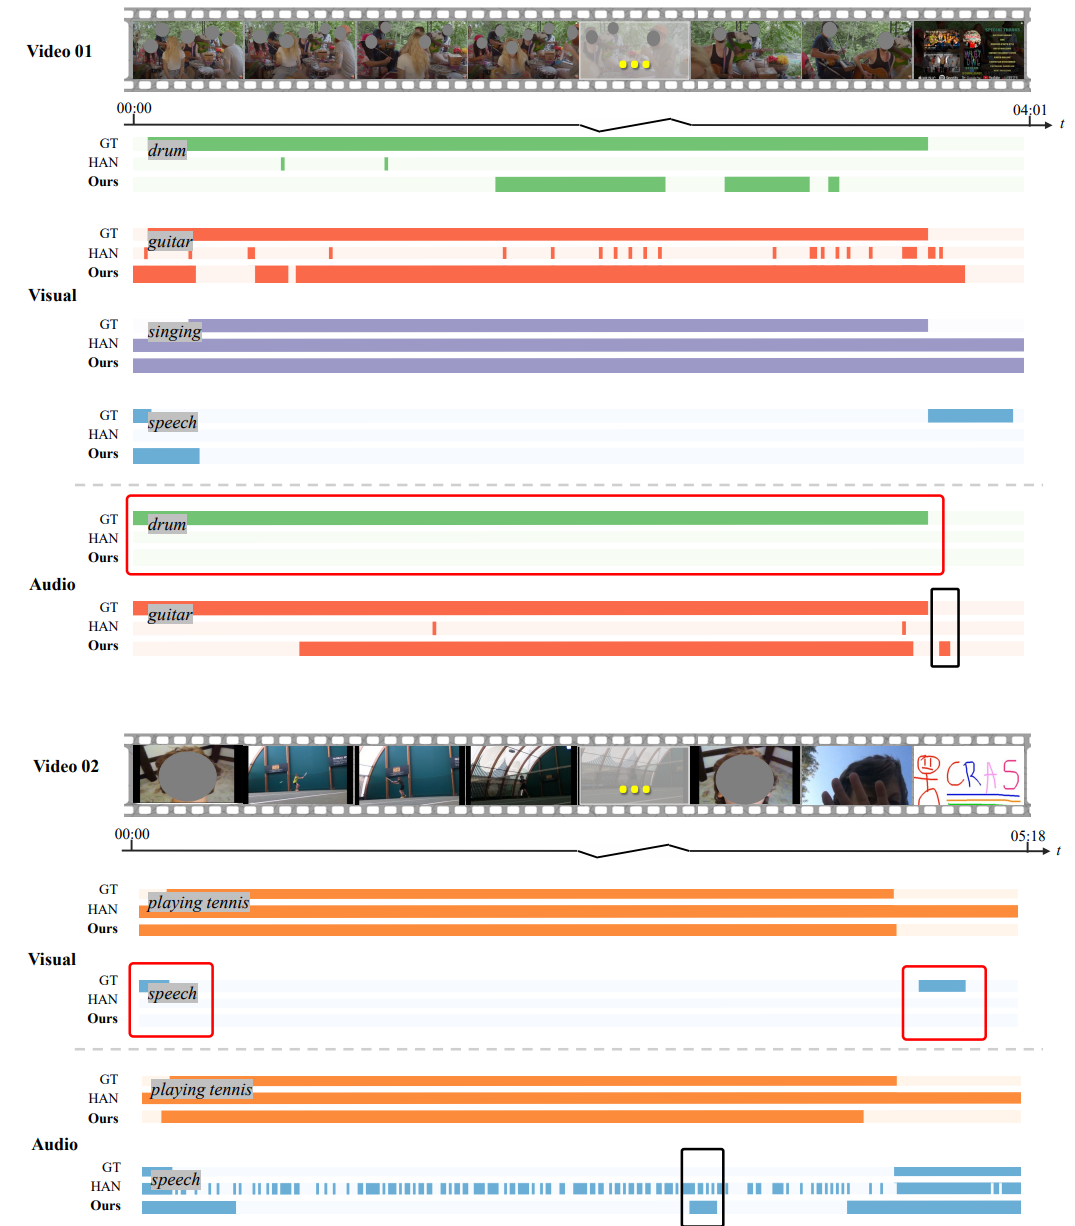 Video 01
SPECIAL THANKS
00:00
04:01
t
GT
drum
HAN
Ours
GT
guitar
HAN
Ours
Visual
GT
singing
HAN
Ours
GT
speech
HAN
Ours
GT
drum
HAN
Ours
Audio
GT
guitar
HAN
Ours
Video 02
CRAS
00:00
05:18
t
GT
playing tennis
HAN
Ours
Visual
GT
speech
HAN
Ours
GT
playing tennis
HAN
Ours
Audio
GT
speech
HAN
Ours